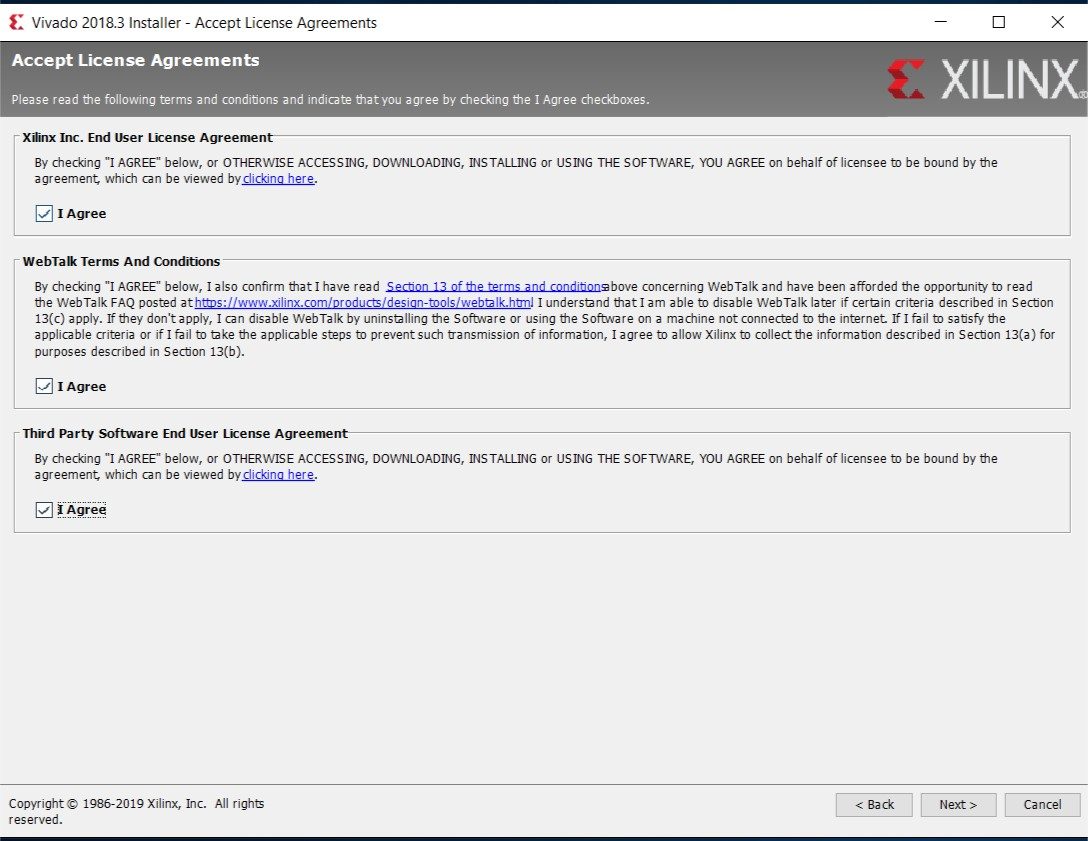 Vivado 2018.3 Installer - Accept License Agreements
Accept License Agreements
XILINX®
Please read the following terms and conditions and indicate that you agree by checking the I Agree checkboxes.
Xilinx Inc. End User License Agreement
By checking "I AGREE" below, or OTHERWISE ACCESSING, DOWNLOADING, INSTALLING or USING THE SOFTWARE, YOU AGREE on behalf of licensee to be bound by the
agreement, which can be viewed by clicking here.
I Agree
WebTalk Terms And Conditions
By checking "I AGREE" below, I also confirm that I have read Section 13 of the terms and conditions above concerning WebTalk and have been afforded the opportunity to read
the WebTalk FAQ posted at https://www.xilinx.com/products/design-tools/webtalk.html I understand that I am able to disable WebTalk later if certain criteria described in Section
13(c) apply. If they don't apply, I can disable WebTalk by uninstalling the Software or using the Software on a machine not connected to the internet. If I fail to satisfy the
applicable criteria or if I fail to take the applicable steps to prevent such transmission of information, I agree to allow Xilinx to collect the information described in Section 13(a) for
purposes described in Section 13(b).
I Agree
Third Party Software End User License Agreement
By checking "I AGREE" below, or OTHERWISE ACCESSING, DOWNLOADING, INSTALLING or USING THE SOFTWARE, YOU AGREE on behalf of licensee to be bound by the
agreement, which can be viewed by clicking here.
I Agree
Copyright © 1986-2019 Xilinx, Inc. All rights
reserved.
< Back Next > Cancel